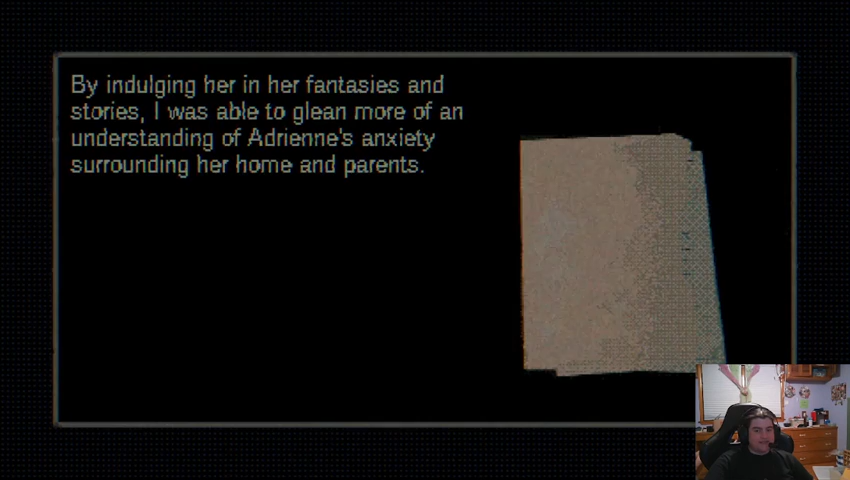 By indulging her in her fantasies and
stories, I was able to glean more of an
understanding of Adrienne's anxiety
surrounding her home and parents.